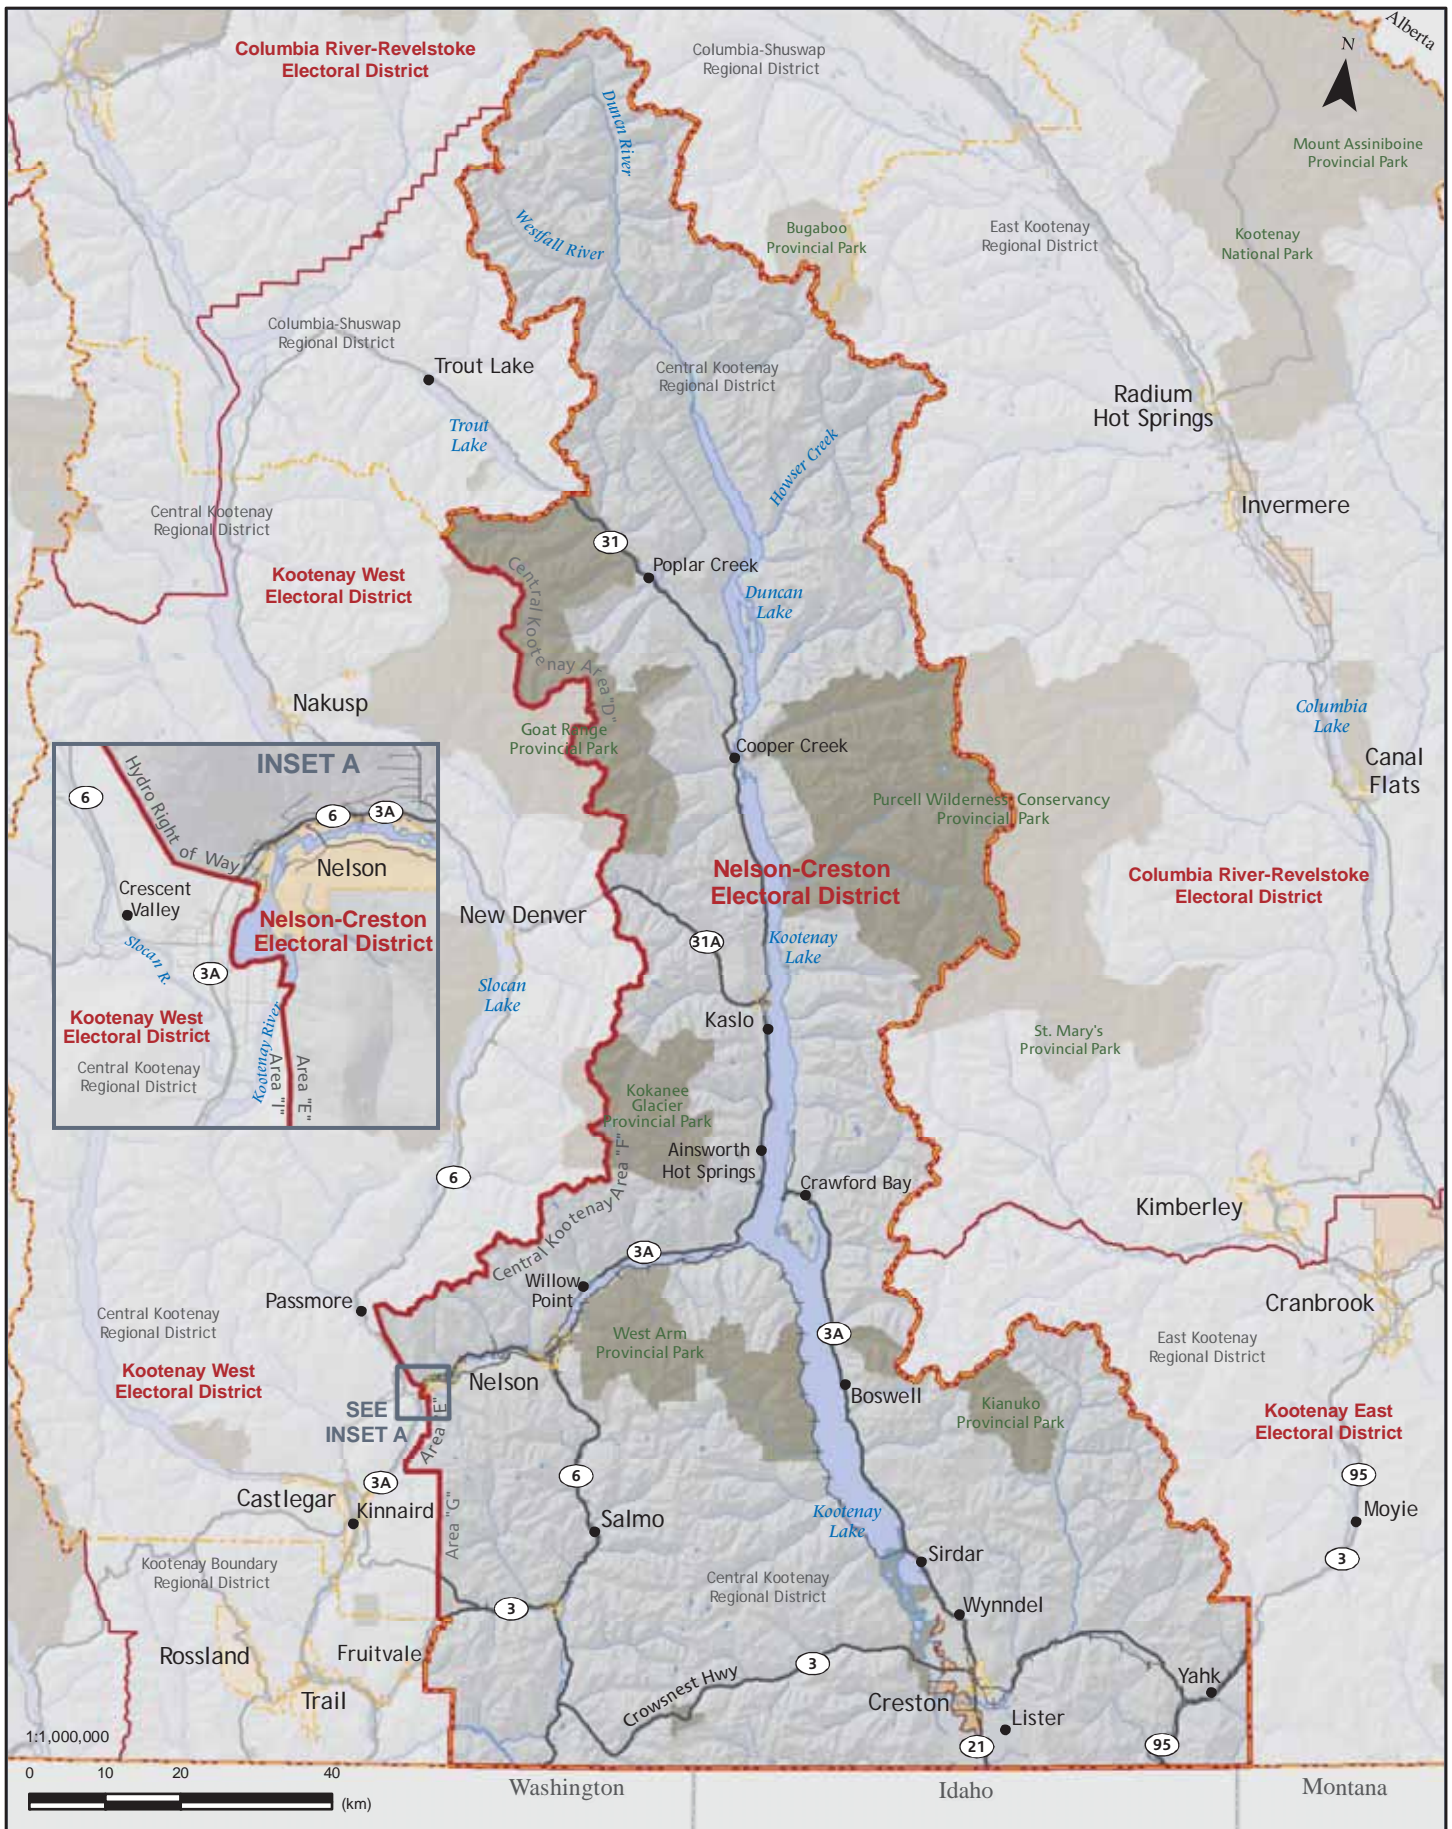 Alberta
N
Columbia River-Revelstoke
Electoral District
Columbia-Shuswap
Regional District
Duncn River
Mount Assiniboine
Provincial Park
Westfall River
Bugaboo
Provincial Park
East Kootenay
Regional District
Kootenay
National Park
Columbia-Shuswap
Regional District
Trout Lake
Central Kootenay
Regional District
Radium
Hot Springs
Trout
Lake
Howser Creek
Invermere
Central Kootenay
Regional District
31
Poplar Creek
Kootenay West
Electoral District
Central Kootenay Area "D"
Duncan
Lake
Nakusp
Goat Range
Provincial Park
Columbia
Lake
Cooper Creek
Canal
Flats
INSET A
Hydro Right of Way
6
6
3A
Nelson
Crescent
Valley
Nelson-Creston
Electoral District
Slocan R.
3A
Kootenay West
Electoral District
Central Kootenay
Regional District
Kootenay River
Area "I"
Area "E"
Purcell Wilderness Conservancy
Provincial Park
Nelson-Creston
Electoral District
Columbia River-Revelstoke
Electoral District
New Denver
31A
Kootenay
Lake
Slocan
Lake
Kaslo
St. Mary's
Provincial Park
Kokanee
Glacier
Provincial Park
Ainsworth
Hot Springs
6
Crawford Bay
Central Kootenay Area "F"
Kimberley
3A
Willow
Point
Passmore
Cranbrook
Central Kootenay
Regional District
West Arm
Provincial Park
3A
East Kootenay
Regional District
Kootenay West
Electoral District
Nelson
Boswell
SEE
INSET A
Area "E"
Kianuko
Provincial Park
Kootenay East
Electoral District
3A
6
95
Castlegar
Kinnaird
Area "G"
Salmo
Kootenay
Lake
Moyie
Sirdar
3
Kootenay Boundary
Regional District
Central Kootenay
Regional District
3
Wynndel
Rossland
Fruitvale
3
Crowsnest Hwy
Yahk
Trail
Creston
Lister
1:1,000,000
21
95
0
10
20
40
(km)
Washington
Idaho
Montana